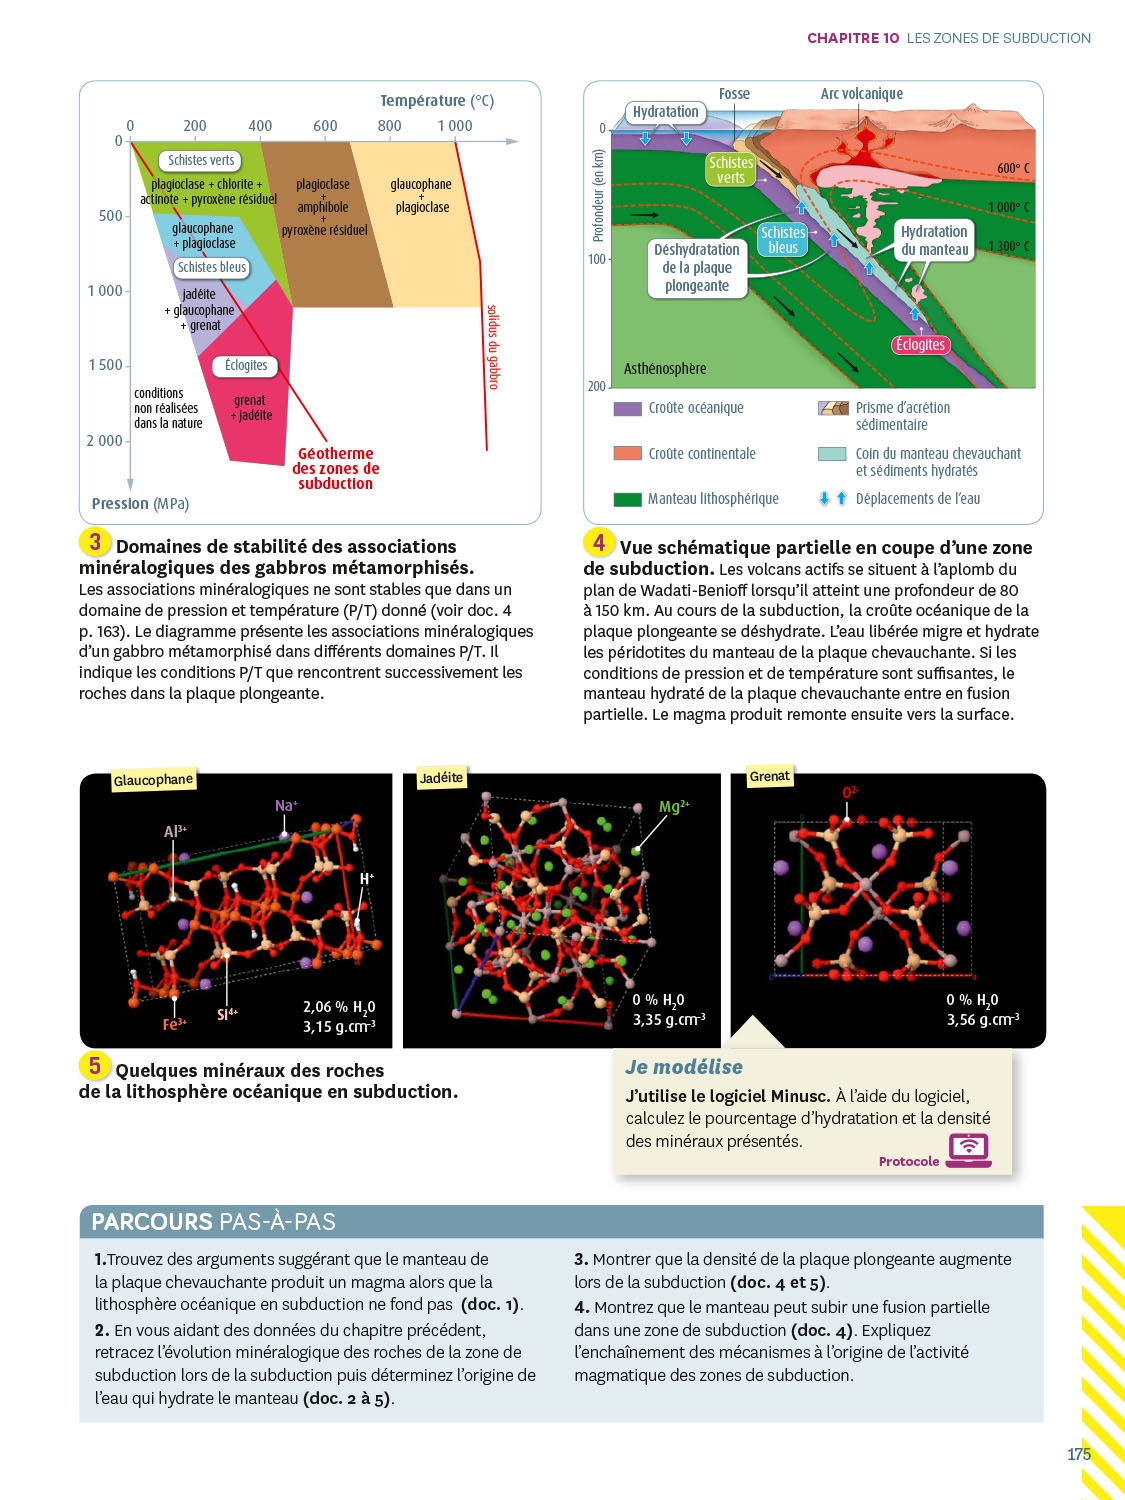 CHAPITRE 10 LES ZONES DE SUBDUCTION
Température (°C)
0 200 400 600 800 1 000
0
500
1 000
1 500
2 000
Pression (MPa)
Schistes verts
plagioclase + chlorite +
actinote + pyroxène résiduel
glaucophane
+ plagioclase
Schistes bleus
jadéite
+ glaucophane
+ grenat
Éclogites
grenat
+ jadéite
conditions
non réalisées
dans la nature
plagioclase
+
amphibole
+
pyroxène résiduel
glaucophane
+
plagioclase
solidus du gabbro
Géotherme
des zones de
subduction
3 Domaines de stabilité des associations
minéralogiques des gabbros métamorphisés.
Les associations minéralogiques ne sont stables que dans un
domaine de pression et température (P/T) donné (voir doc. 4
p. 163). Le diagramme présente les associations minéralogiques
d’un gabbro métamorphisé dans différents domaines P/T. Il
indique les conditions P/T que rencontrent successivement les
roches dans la plaque plongeante.
Fosse
Arc volcanique
Hydratation
0
100
200
Profondeur (en km)
Schistes
verts
Schistes
bleus
Déshydratation
de la plaque
plongeante
Hydratation
du manteau
600° C
1 000° C
1 300° C
Éclogites
Asthénosphère
Croûte océanique
Croûte continentale
Manteau lithosphérique
Prisme d’accrétion
sédimentaire
Coin du manteau chevauchant
et sédiments hydratés
Déplacements de l’eau
4 Vue schématique partielle en coupe d’une zone
de subduction. Les volcans actifs se situent à l’aplomb du
plan de Wadati-Benioff lorsqu’il atteint une profondeur de 80
à 150 km. Au cours de la subduction, la croûte océanique de la
plaque plongeante se déshydrate. L’eau libérée migre et hydrate
les péridotites du manteau de la plaque chevauchante. Si les
conditions de pression et de température sont suffisantes, le
manteau hydraté de la plaque chevauchante entre en fusion
partielle. Le magma produit remonte ensuite vers la surface.
Glaucophane
Na⁺
Al³⁺
H⁺
Fe³⁺
Si⁴⁺
2,06 % H₂0
3,15 g.cm⁻³
Jadéite
Mg²⁺
0 % H₂0
3,35 g.cm⁻³
Grenat
O²⁻
0 % H₂0
3,56 g.cm⁻³
5 Quelques minéraux des roches
de la lithosphère océanique en subduction.
Je modélise
J’utilise le logiciel Minusc. À l’aide du logiciel,
calculez le pourcentage d’hydratation et la densité
des minéraux présentés.
Protocole
PARCOURS PAS-À-PAS
1.Trouvez des arguments suggérant que le manteau de
la plaque chevauchante produit un magma alors que la
lithosphère océanique en subduction ne fond pas (doc. 1).
2. En vous aidant des données du chapitre précédent,
retracez l’évolution minéralogique des roches de la zone de
subduction lors de la subduction puis déterminez l’origine de
l’eau qui hydrate le manteau (doc. 2 à 5).
3. Montrer que la densité de la plaque plongeante augmente
lors de la subduction (doc. 4 et 5).
4. Montrez que le manteau peut subir une fusion partielle
dans une zone de subduction (doc. 4). Expliquez
l’enchaînement des mécanismes à l’origine de l’activité
magmatique des zones de subduction.
175